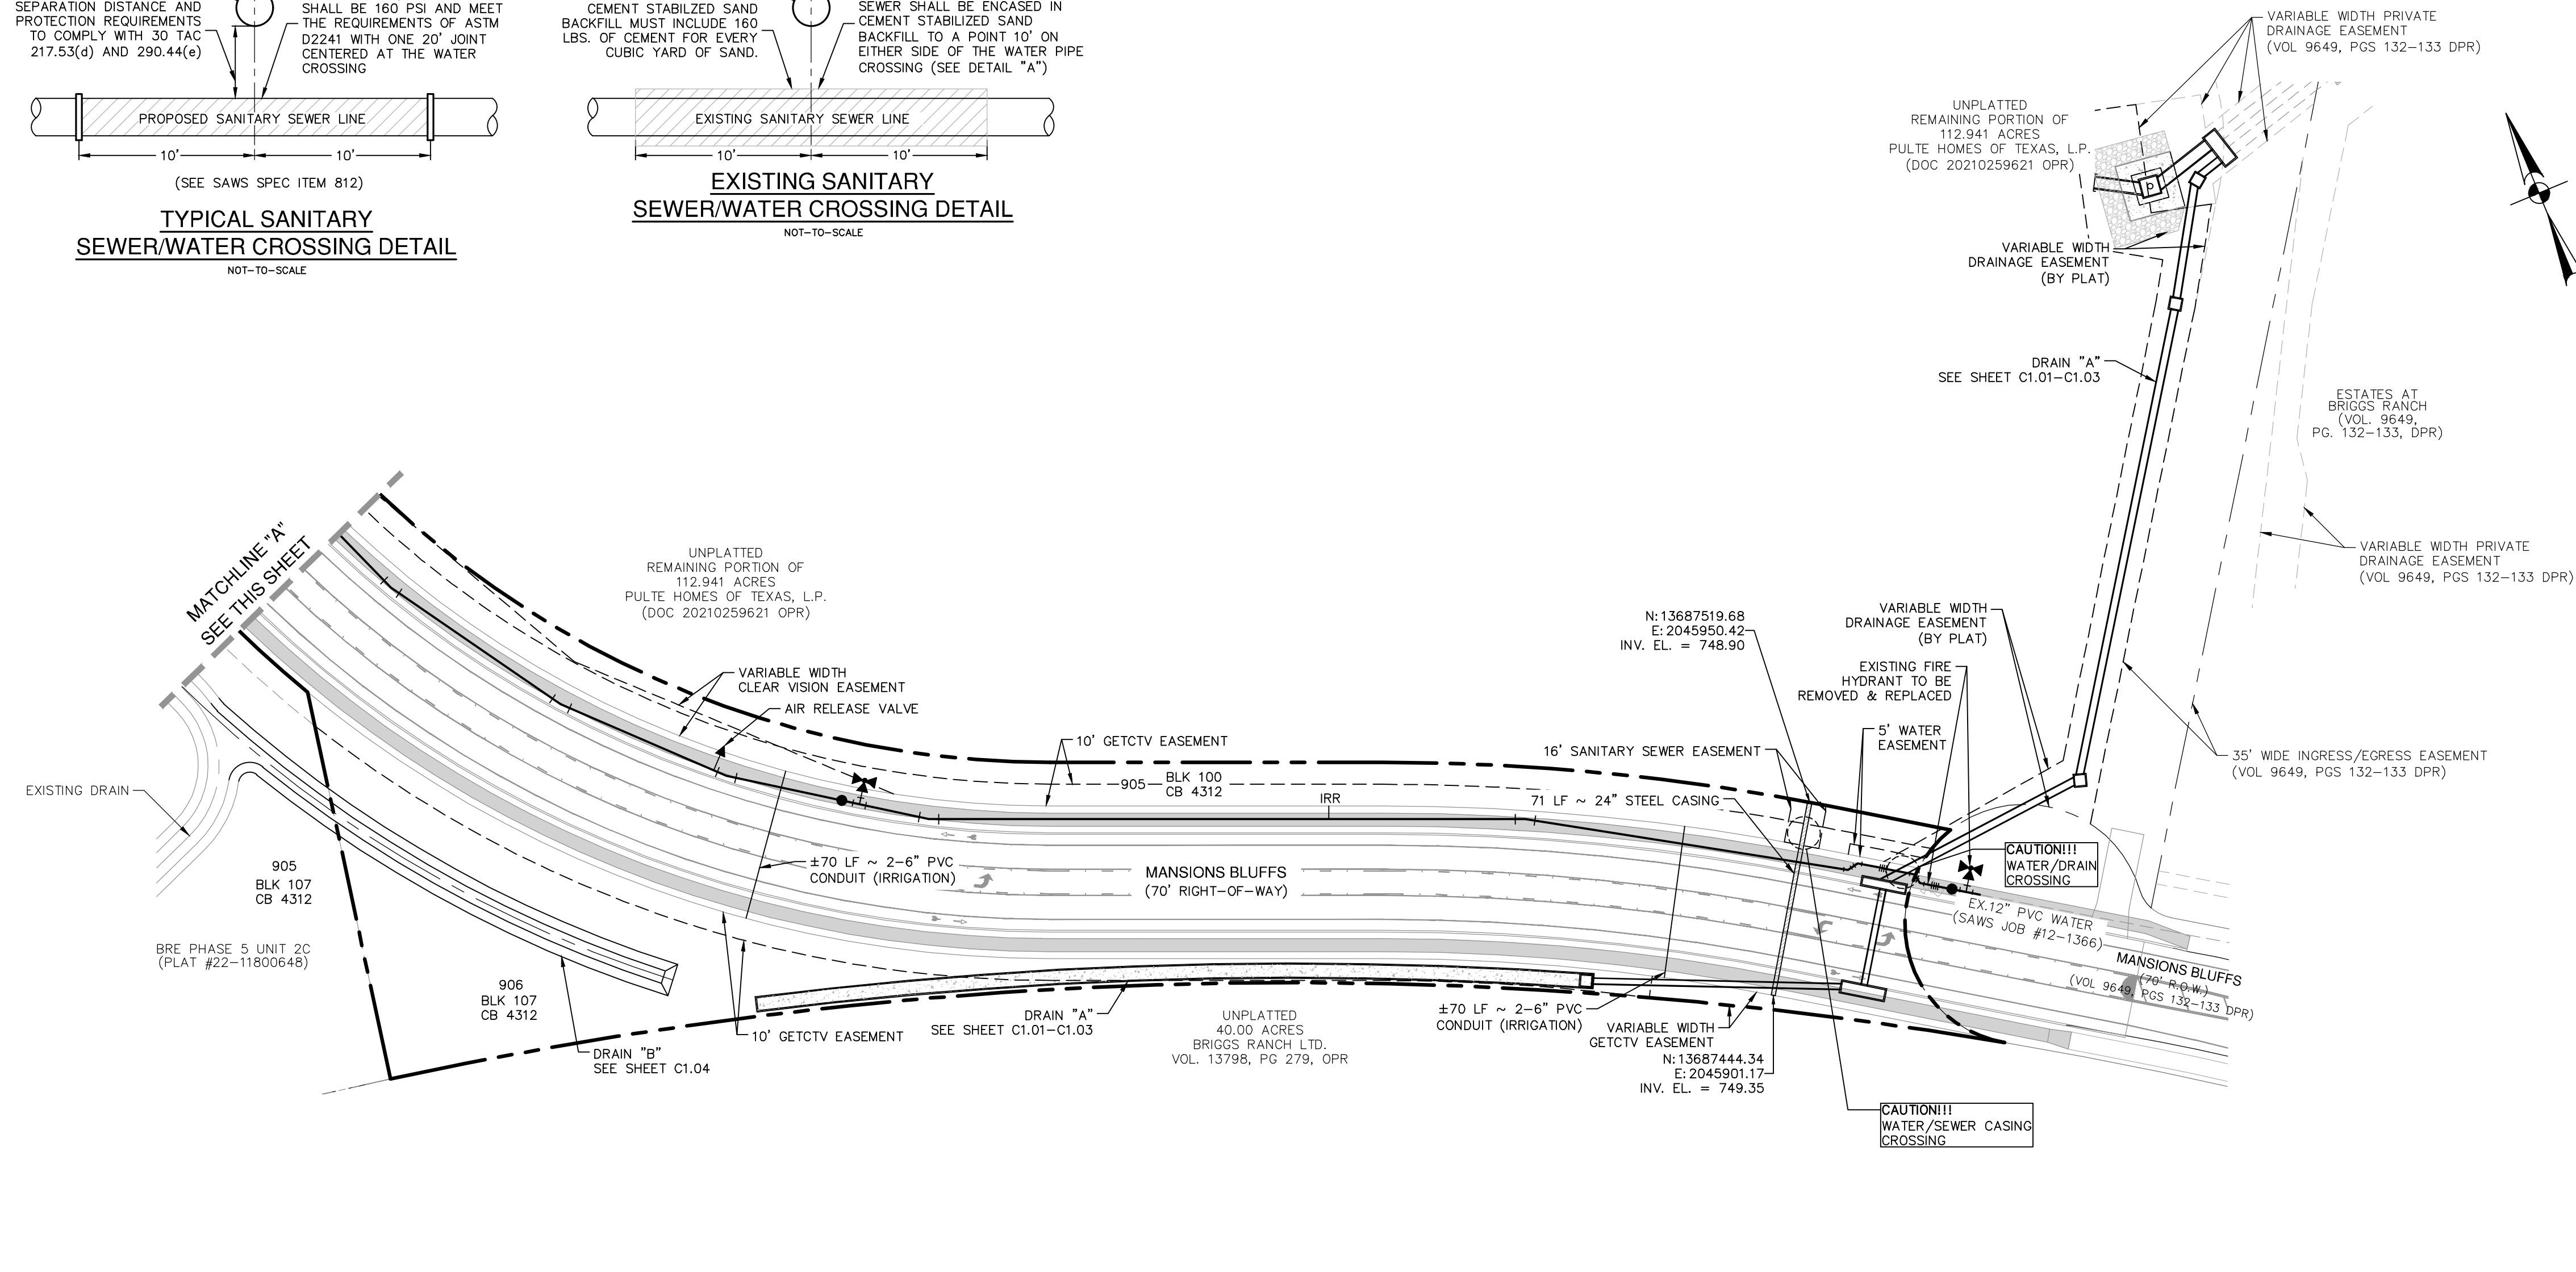 SEPARATION DISTANCE AND
PROTECTION REQUIREMENTS
TO COMPLY WITH 30 TAC
217.53(d) AND 290.44(e)
SHALL BE 160 PSI AND MEET
THE REQUIREMENTS OF ASTM
D2241 WITH ONE 20' JOINT
CENTERED AT THE WATER
CROSSING
PROPOSED SANITARY SEWER LINE
10'
10'
(SEE SAWS SPEC ITEM 812)
TYPICAL SANITARY
SEWER/WATER CROSSING DETAIL
NOT-TO-SCALE
CEMENT STABILZED SAND
BACKFILL MUST INCLUDE 160
LBS. OF CEMENT FOR EVERY
CUBIC YARD OF SAND.
SEWER SHALL BE ENCASED IN
CEMENT STABILIZED SAND
BACKFILL TO A POINT 10' ON
EITHER SIDE OF THE WATER PIPE
CROSSING (SEE DETAIL "A")
EXISTING SANITARY SEWER LINE
10'
10'
EXISTING SANITARY
SEWER/WATER CROSSING DETAIL
NOT-TO-SCALE
VARIABLE WIDTH PRIVATE
DRAINAGE EASEMENT
(VOL 9649, PGS 132-133 DPR)
UNPLATTED
REMAINING PORTION OF
112.941 ACRES
PULTE HOMES OF TEXAS, L.P.
(DOC 20210259621 OPR)
VARIABLE WIDTH
DRAINAGE EASEMENT
(BY PLAT)
DRAIN "A"
SEE SHEET C1.01-C1.03
ESTATES AT
BRIGGS RANCH
(VOL. 9649,
PG. 132-133, DPR)
VARIABLE WIDTH PRIVATE
DRAINAGE EASEMENT
(VOL 9649, PGS 132-133 DPR)
MATCHLINE "A"
SEE THIS SHEET
UNPLATTED
REMAINING PORTION OF
112.941 ACRES
PULTE HOMES OF TEXAS, L.P.
(DOC 20210259621 OPR)
VARIABLE WIDTH
CLEAR VISION EASEMENT
AIR RELEASE VALVE
10' GETCTV EASEMENT
905
BLK 100
CB 4312
IRR
N:13687519.68
E:2045950.42
INV. EL. = 748.90
16' SANITARY SEWER EASEMENT
71 LF ~ 24" STEEL CASING
VARIABLE WIDTH
DRAINAGE EASEMENT
(BY PLAT)
EXISTING FIRE
HYDRANT TO BE
REMOVED & REPLACED
5' WATER
EASEMENT
35' WIDE INGRESS/EGRESS EASEMENT
(VOL 9649, PGS 132-133 DPR)
CAUTION!!!
WATER/DRAIN
CROSSING
EXISTING DRAIN
905
BLK 107
CB 4312
BRE PHASE 5 UNIT 2C
(PLAT #22-11800648)
±70 LF ~ 2-6" PVC
CONDUIT (IRRIGATION)
MANSIONS BLUFFS
(70' RIGHT-OF-WAY)
EX.12" PVC WATER
(SAWS JOB #12-1366)
MANSIONS BLUFFS
(70' R.O.W.)
(VOL 9649, PGS 132-133 DPR)
906
BLK 107
CB 4312
DRAIN "B"
SEE SHEET C1.04
10' GETCTV EASEMENT
DRAIN "A"
SEE SHEET C1.01-C1.03
UNPLATTED
40.00 ACRES
BRIGGS RANCH LTD.
VOL. 13798, PG 279, OPR
±70 LF ~ 2-6" PVC
CONDUIT (IRRIGATION)
VARIABLE WIDTH
GETCTV EASEMENT
N:13687444.34
E:2045901.17
INV. EL. = 749.35
CAUTION!!!
WATER/SEWER CASING
CROSSING